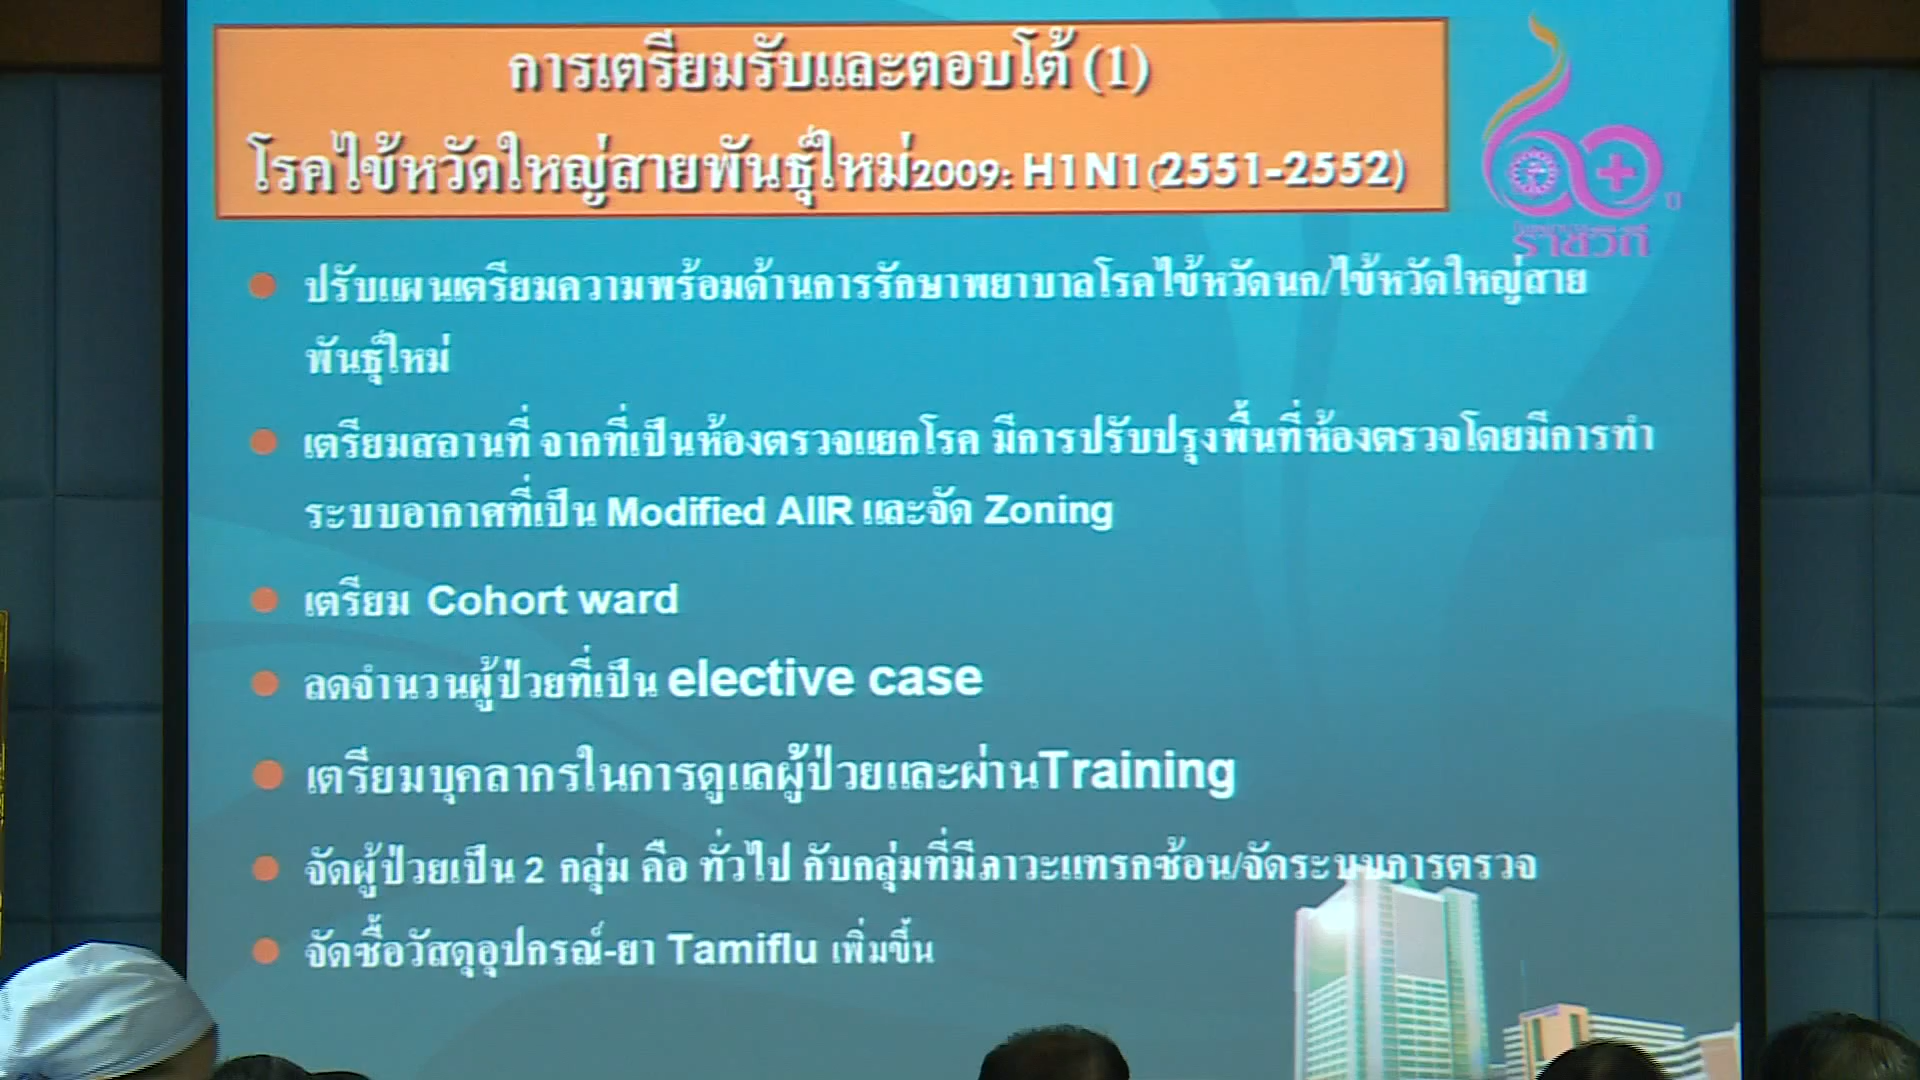 การเตรียมรับและตอบโต้ (1)
โรคไข้หวัดใหญ่สายพันธุ์ใหม่2009: H1N1(2551-2552)
ปี
ราชวิถี
ปรับแผนเตรียมความพร้อมด้านการรักษาพยาบาลโรคไข้หวัดนก/ไข้หวัดใหญ่สาย
พันธุ์ใหม่
เตรียมสถานที่ จากที่เป็นห้องตรวจแยกโรค มีการปรับปรุงพื้นที่ห้องตรวจโดยมีการทำ
ระบบอากาศที่เป็น Modified AIIR และจัด Zoning
เตรียม Cohort ward
ลดจำนวนผู้ป่วยที่เป็น elective case
เตรียมบุคลากรในการดูแลผู้ป่วยและผ่านTraining
จัดผู้ป่วยเป็น 2 กลุ่ม คือ ทั่วไป กับกลุ่มที่มีภาวะแทรกซ้อน/จัดระบบการตรวจ
จัดซื้อวัสดุอุปกรณ์-ยา Tamiflu เพิ่มขึ้น